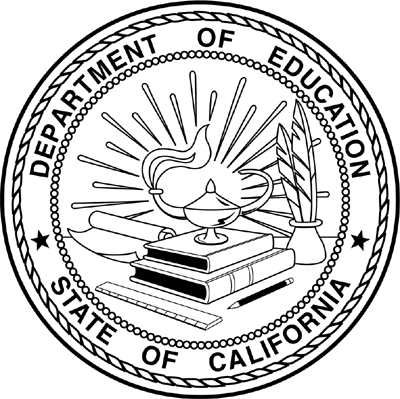 DEPARTMENT OF EDUCATION
STATE OF CALIFORNIA